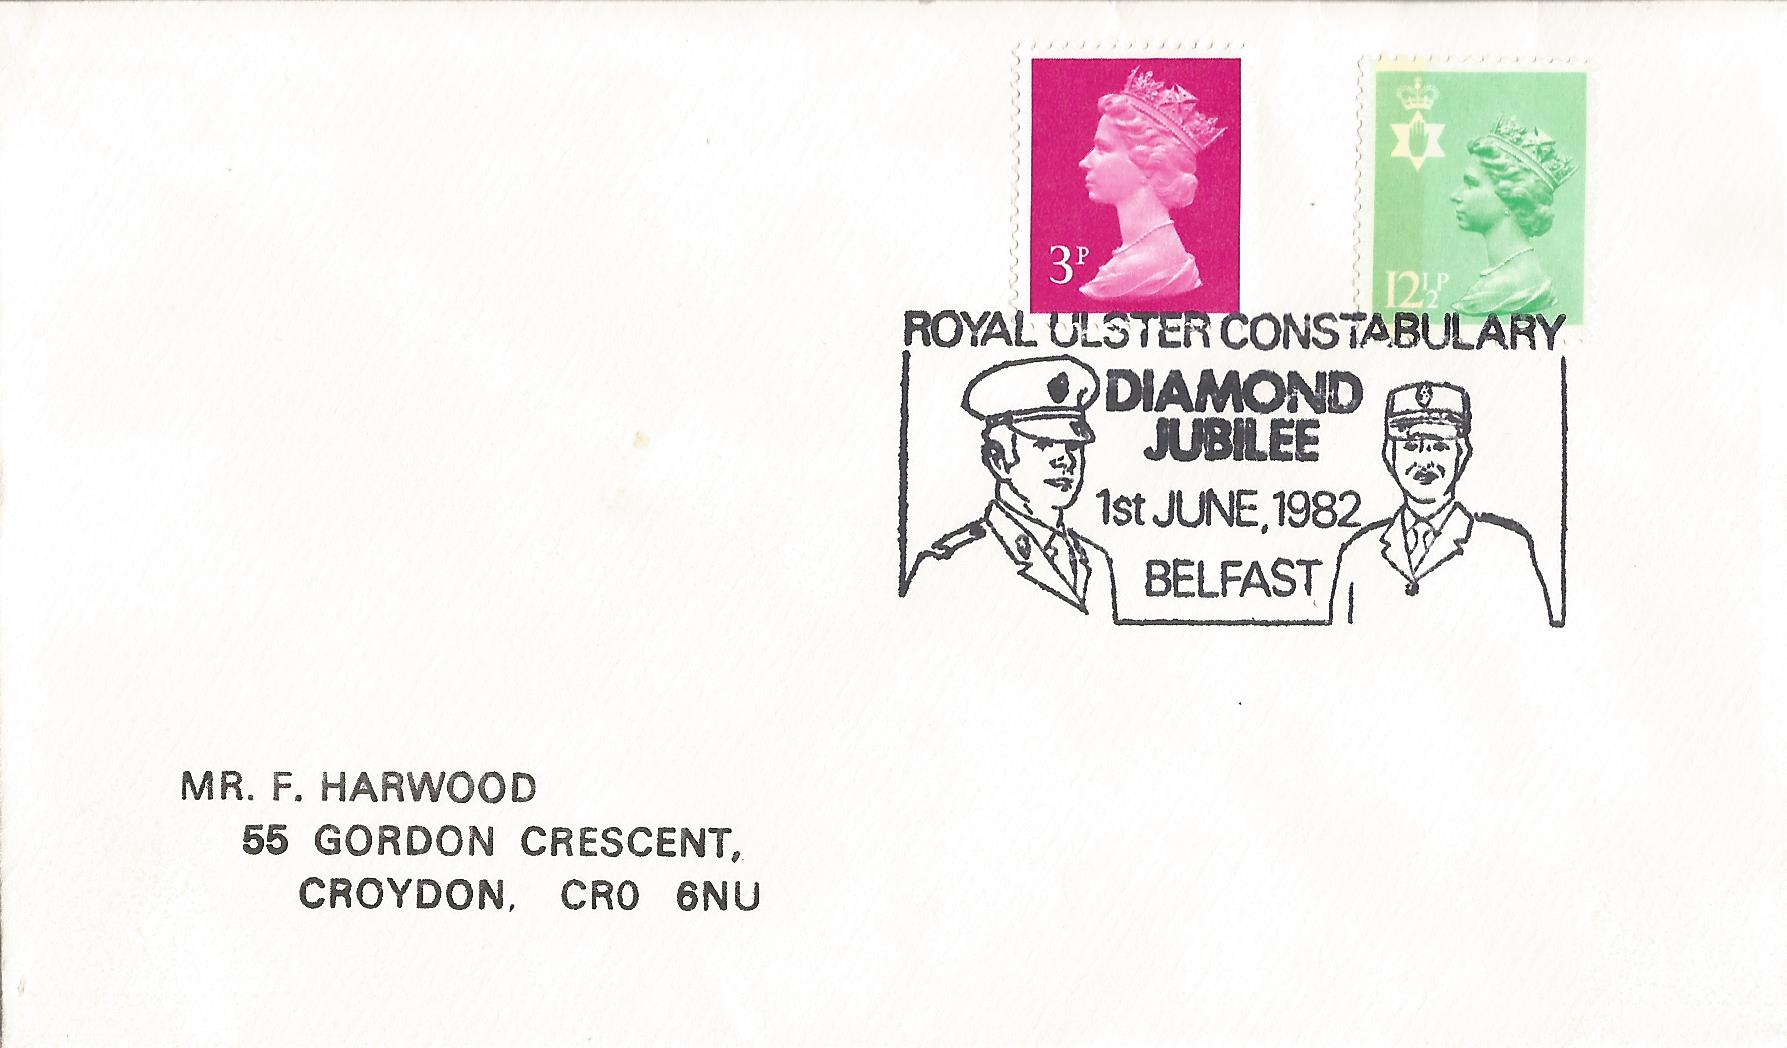 3P
12½P
ROYAL ULSTER CONSTABULARY
DIAMOND
JUBILEE
1st JUNE, 1982
BELFAST
MR. F. HARWOOD
55 GORDON CRESCENT,
CROYDON, CR0 6NU